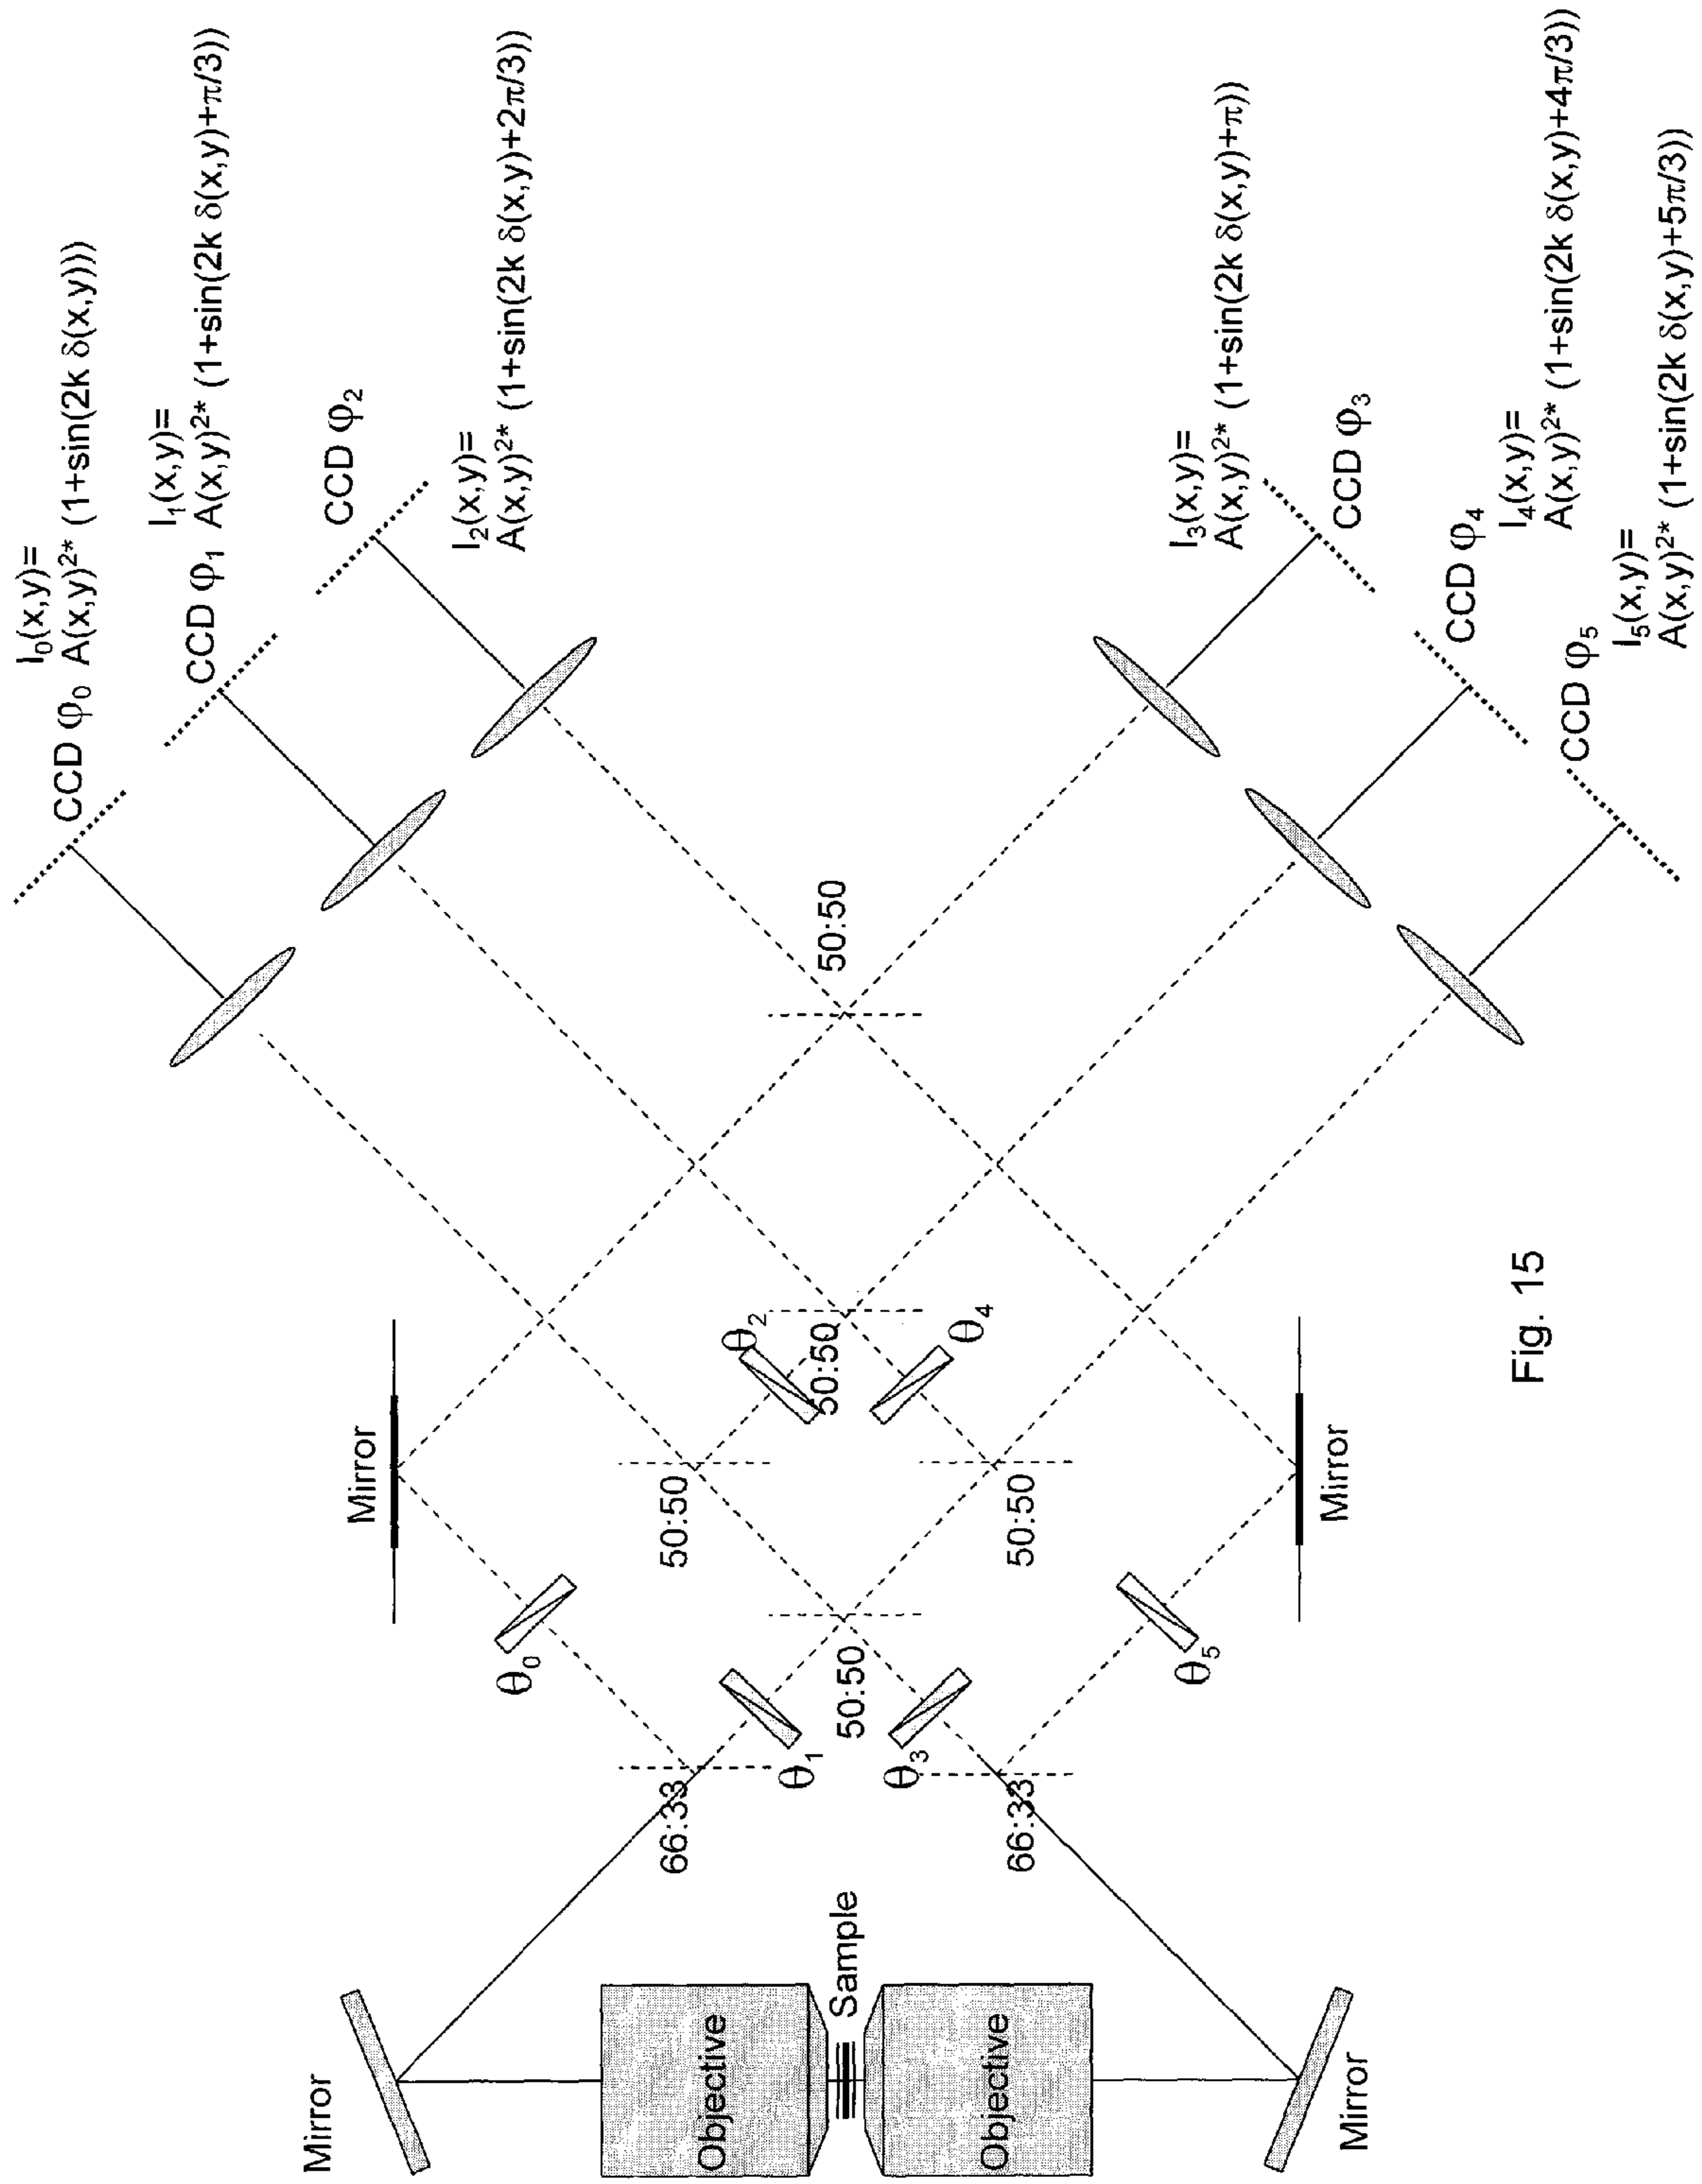 I0(x,y)=
CCD φ0 A(x,y)2* (1+sin(2k δ(x,y)))
I1(x,y)=
CCD φ1 A(x,y)2* (1+sin(2k δ(x,y)+π/3))
CCD φ2
I2(x,y)=
A(x,y)2* (1+sin(2k δ(x,y)+2π/3))
I3(x,y)=
A(x,y)2* (1+sin(2k δ(x,y)+π))
CCD φ3
CCD φ4
I4(x,y)=
A(x,y)2* (1+sin(2k δ(x,y)+4π/3))
CCD φ5
I5(x,y)=
A(x,y)2* (1+sin(2k δ(x,y)+5π/3))
Mirror
Mirror
θ0
66:33
50:50
θ1
θ2
50:50
50:50
50:50
Objective
Sample
Objective
θ3
θ4
66:33
50:50
θ5
Mirror
Mirror
Fig. 15